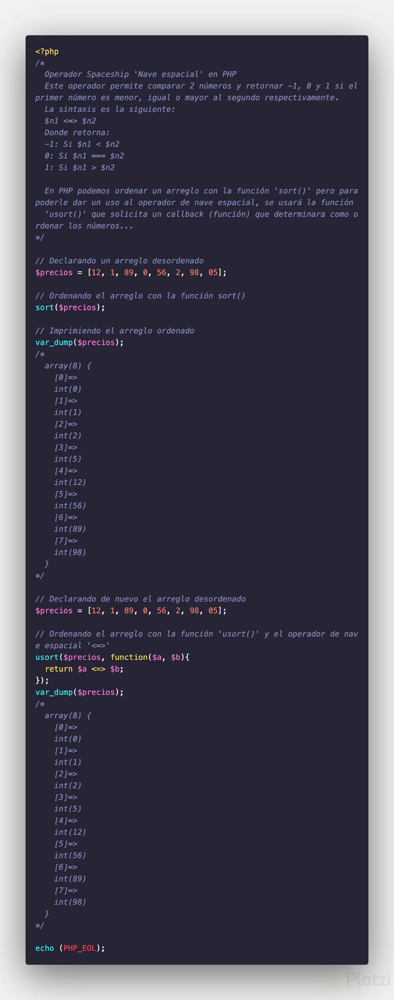 <?php
/*
  Operador Spaceship 'Nave espacial' en PHP
  Este operador permite comparar 2 números y retornar -1, 0 y 1 si el
primer número es menor, igual o mayor al segundo respectivamente.
  La sintaxis es la siguiente:
  $n1 <=> $n2
  Donde retorna:
  -1: Si $n1 < $n2
  0: Si $n1 === $n2
  1: Si $n1 > $n2

  En PHP podemos ordenar un arreglo con la función 'sort()' pero para
poderle dar un uso al operador de nave espacial, se usará la función
  'usort()' que solicita un callback (función) que determinara como o
rdenar los números...
*/

// Declarando un arreglo desordenado
$precios = [12, 1, 89, 0, 56, 2, 98, 05];

// Ordenando el arreglo con la función sort()
sort($precios);

// Imprimiendo el arreglo ordenado
var_dump($precios);
/*
  array(8) {
    [0]=>
    int(0)
    [1]=>
    int(1)
    [2]=>
    int(2)
    [3]=>
    int(5)
    [4]=>
    int(12)
    [5]=>
    int(56)
    [6]=>
    int(89)
    [7]=>
    int(98)
  }
*/

// Declarando de nuevo el arreglo desordenado
$precios = [12, 1, 89, 0, 56, 2, 98, 05];

// Ordenando el arreglo con la función 'usort()' y el operador de nav
e espacial '<=>'
usort($precios, function($a, $b){
  return $a <=> $b;
});
var_dump($precios);
/*
  array(8) {
    [0]=>
    int(0)
    [1]=>
    int(1)
    [2]=>
    int(2)
    [3]=>
    int(5)
    [4]=>
    int(12)
    [5]=>
    int(56)
    [6]=>
    int(89)
    [7]=>
    int(98)
  }
*/

echo (PHP_EOL);
Platzi